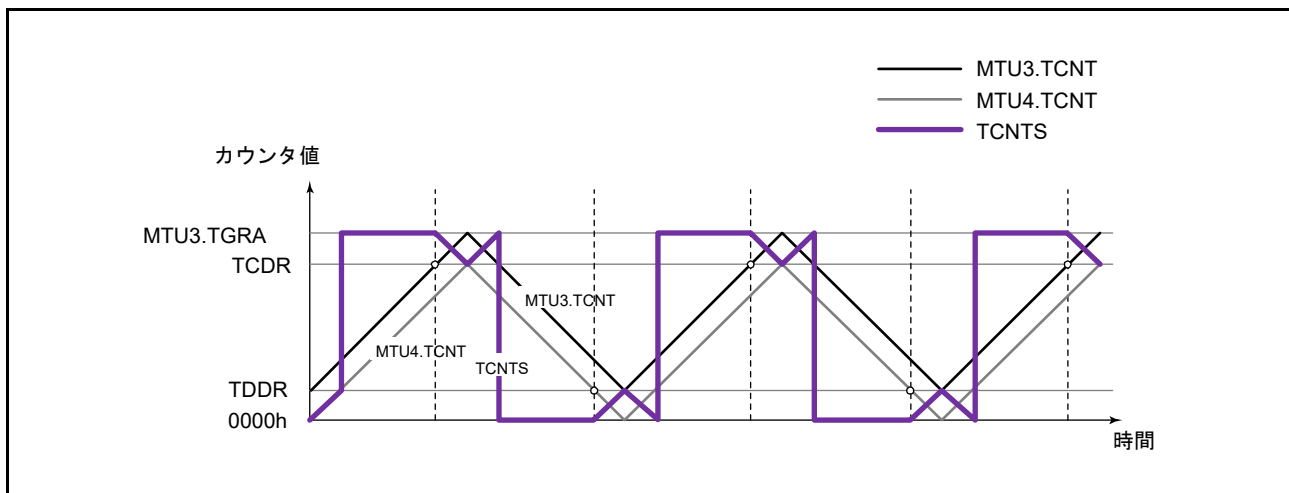 MTU3.TCNT
MTU4.TCNT
TCNTS
カウンタ値
MTU3.TGRA
TCDR
MTU3.TCNT
MTU4.TCNT
TCNTS
TDDR
0000h
時間